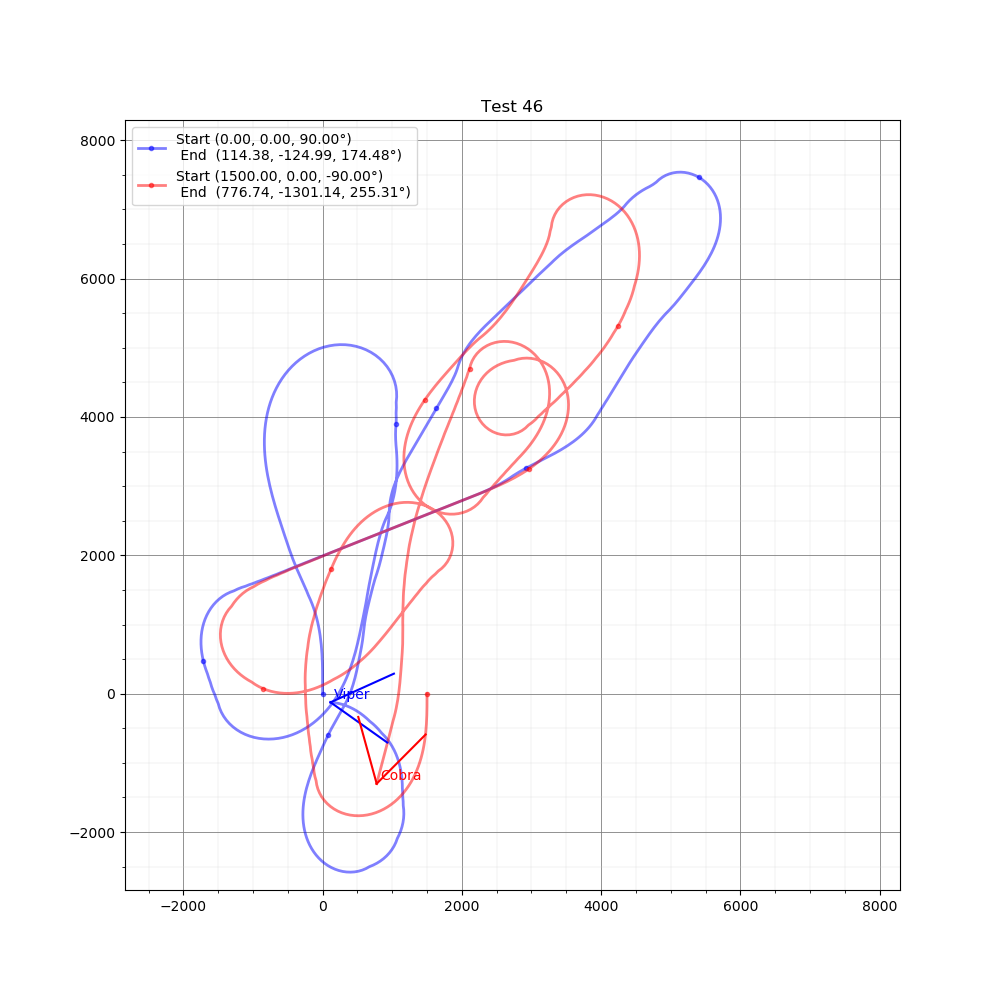 Test 46
Start (0.00, 0.00, 90.00°)
End (114.38, -124.99, 174.48°)
Start (1500.00, 0.00, -90.00°)
End (776.74, -1301.14, 255.31°)
8000
6000
4000
2000
0
−2000
Viper
Cobra
−2000 0 2000 4000 6000 8000